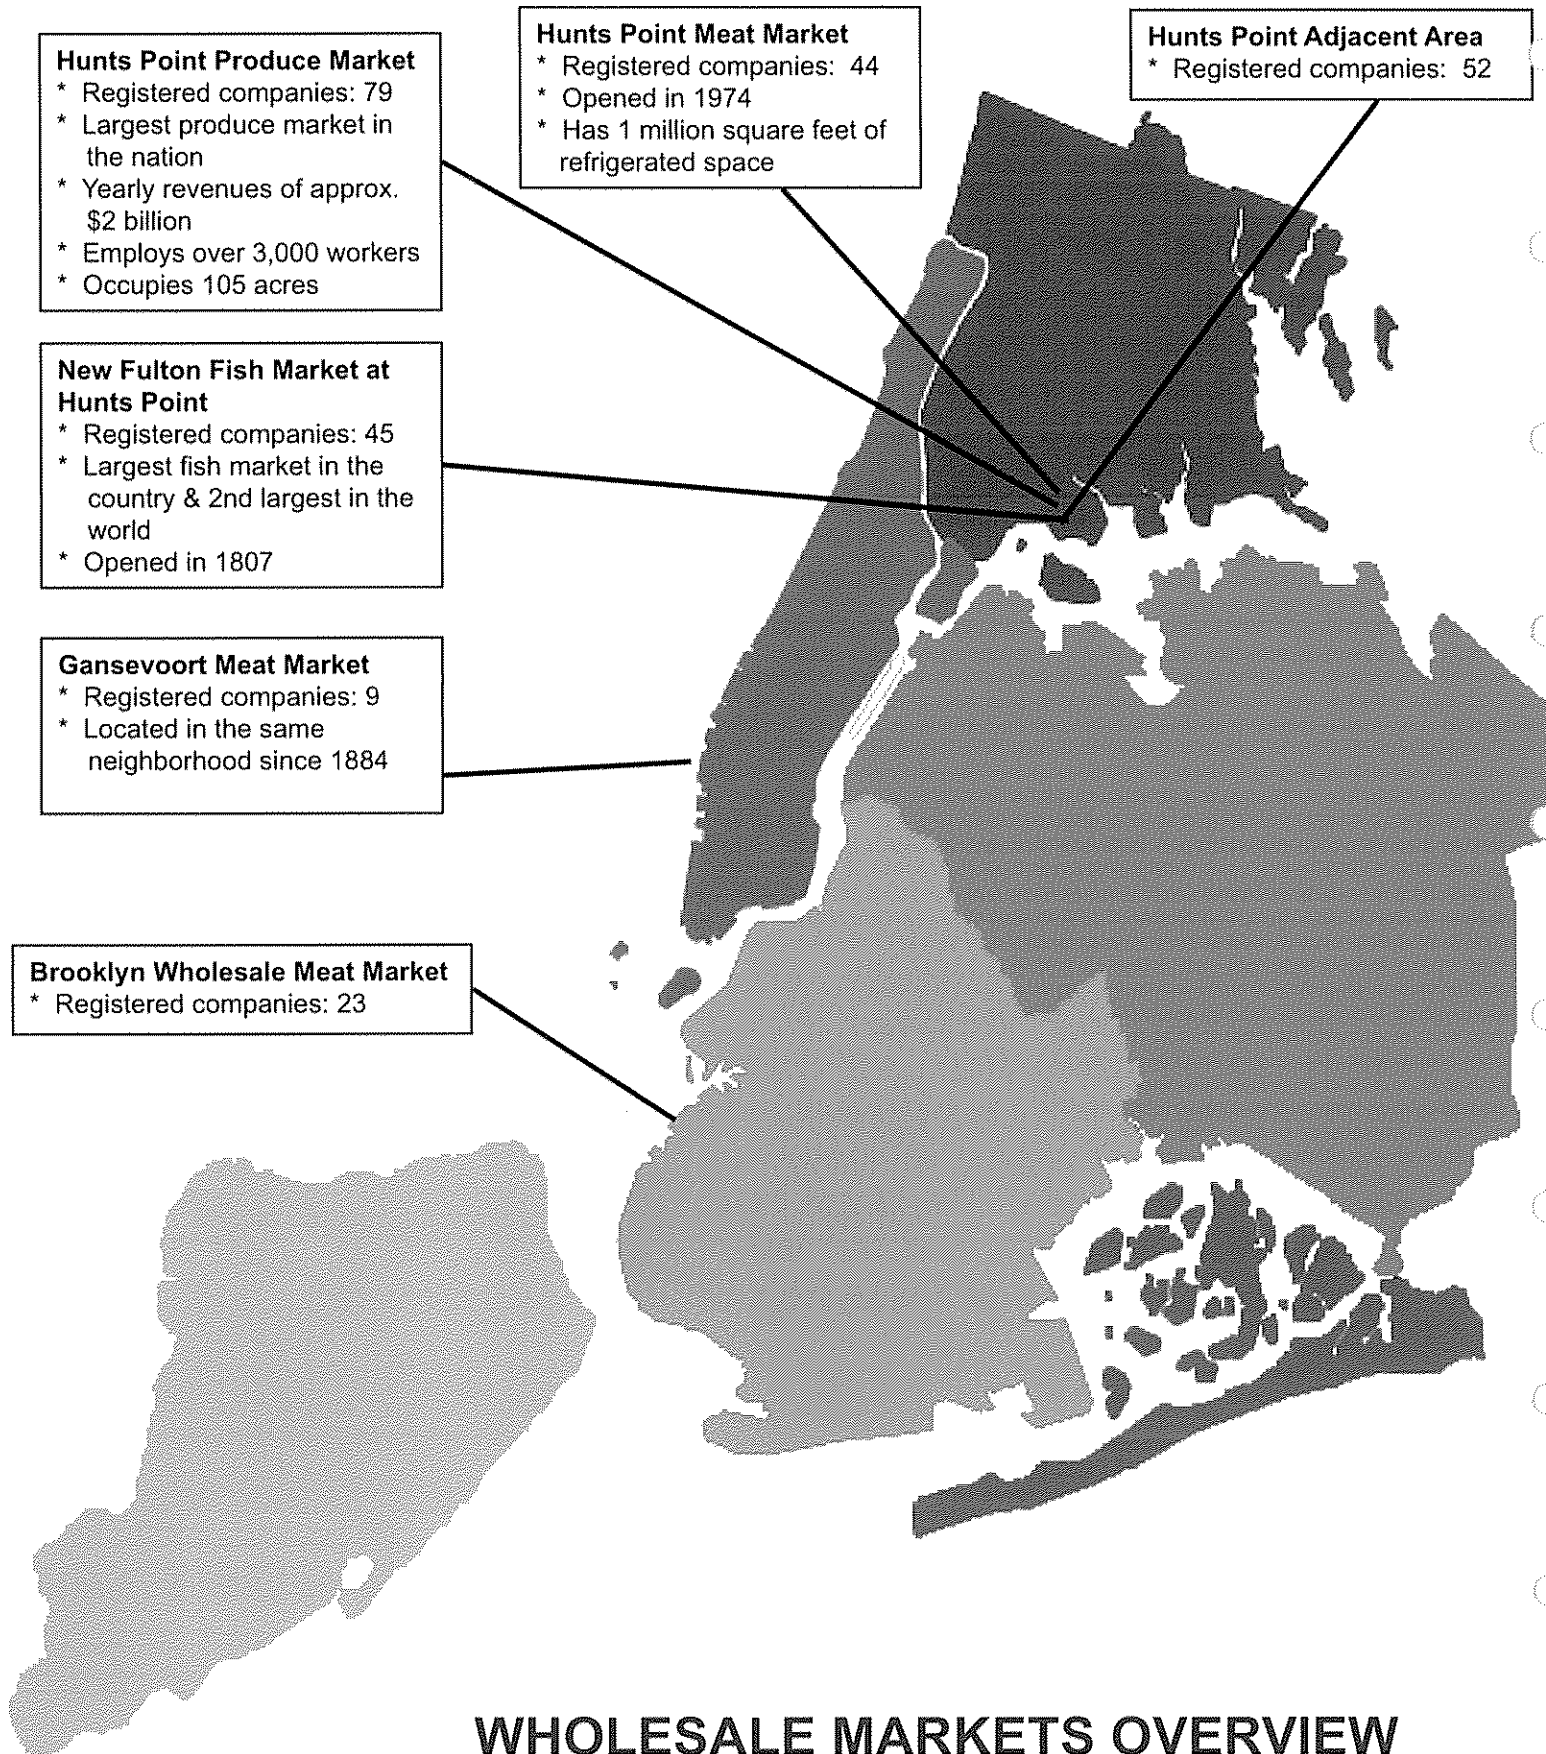 Hunts Point Produce Market
* Registered companies: 79
* Largest produce market in
the nation
* Yearly revenues of approx.
$2 billion
* Employs over 3,000 workers
* Occupies 105 acres
Hunts Point Meat Market
* Registered companies: 44
* Opened in 1974
* Has 1 million square feet of
refrigerated space
Hunts Point Adjacent Area
* Registered companies: 52
New Fulton Fish Market at
Hunts Point
* Registered companies: 45
* Largest fish market in the
country & 2nd largest in the
world
* Opened in 1807
Gansevoort Meat Market
* Registered companies: 9
* Located in the same
neighborhood since 1884
Brooklyn Wholesale Meat Market
* Registered companies: 23
WHOLESALE MARKETS OVERVIEW